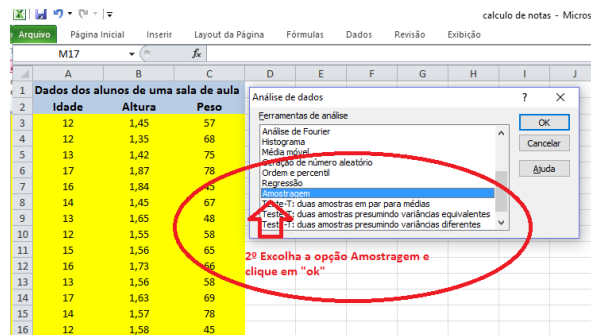 calculo de notas - Micros
Arquivo Página Inicial Inserir Layout da Página Fórmulas Dados Revisão Exibição
M17 fx
A B C D E F G H I J
1 Dados dos alunos de uma sala de aula
2 Idade Altura Peso
3 12 1,45 57
4 12 1,35 68
5 13 1,42 75
6 17 1,87 78
7 16 1,84 45
8 14 1,45 67
9 13 1,65 48
10 12 1,55 58
11 15 1,56 65
12 16 1,73 66
13 13 1,56 58
14 17 1,63 69
15 14 1,57 78
16 12 1,58 45
Análise de dados ? X
Ferramentas de análise
Análise de Fourier
Histograma
Média móvel
Geração de número aleatório
Ordem e percentil
Regressão
Amostragem
Teste-T: duas amostras em par para médias
Teste-T: duas amostras presumindo variâncias equivalentes
Teste-T: duas amostras presumindo variâncias diferentes
OK
Cancelar
Ajuda
2º Escolha a opção Amostragem e
clique em "ok"